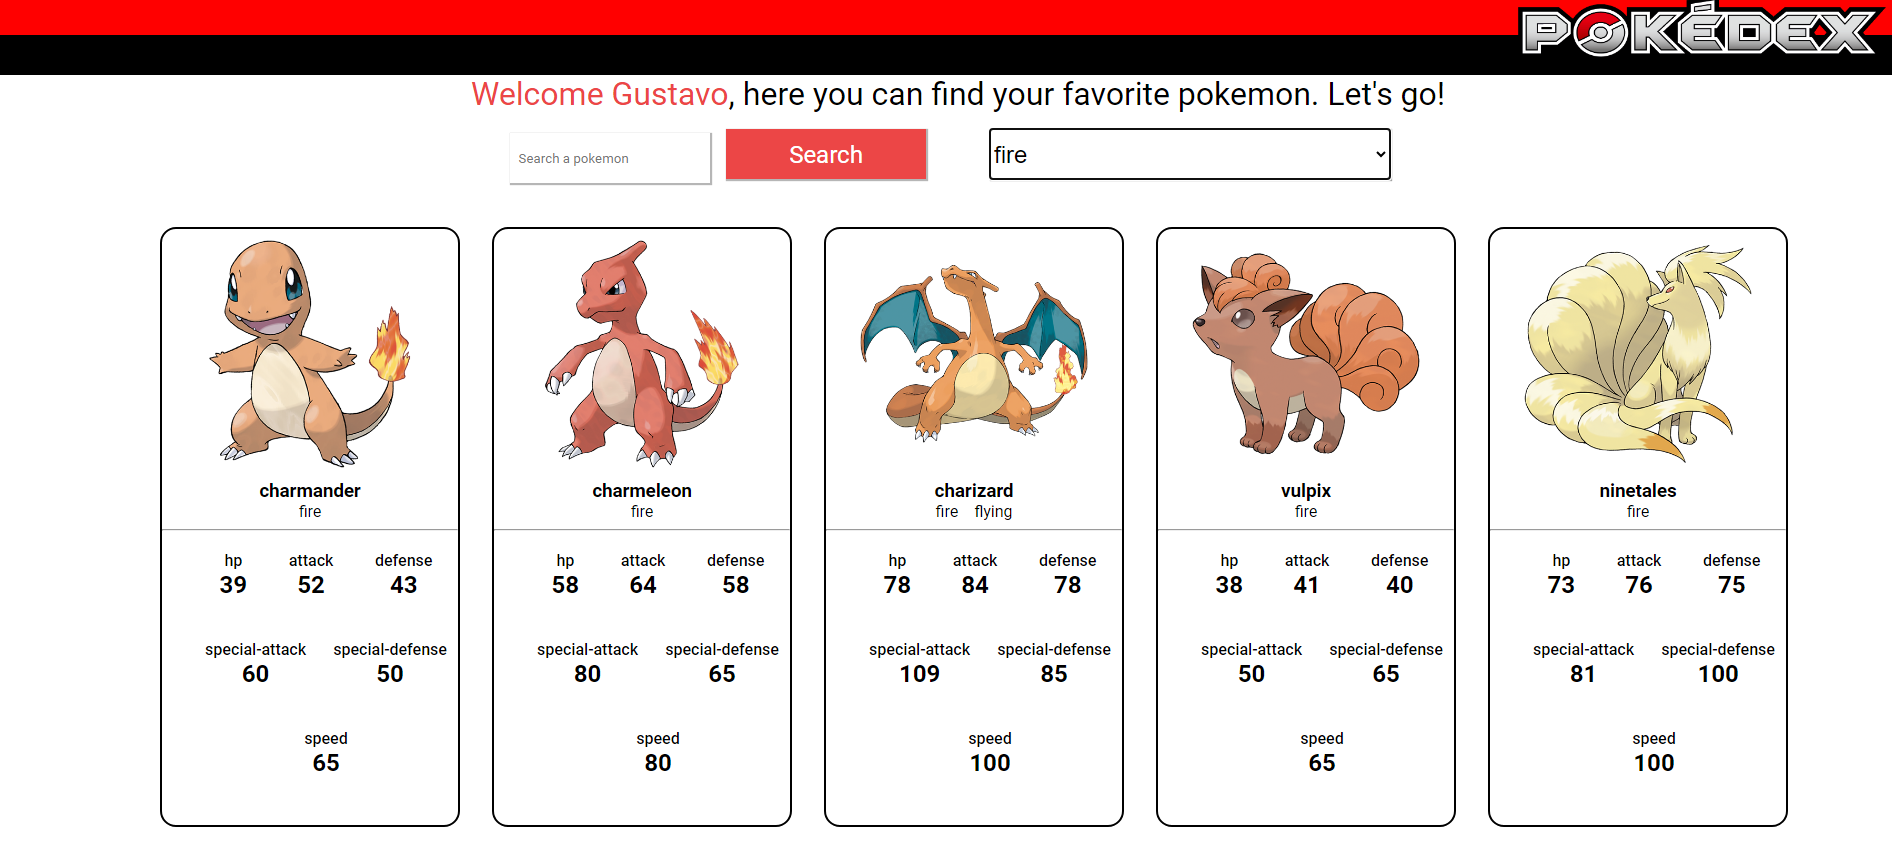 POKÉDEX
Welcome Gustavo, here you can find your favorite pokemon. Let's go!
Search a pokemon
Search
fire
charmander
fire
hp attack defense
39 52 43
special-attack special-defense
60 50
speed
65
charmeleon
fire
hp attack defense
58 64 58
special-attack special-defense
80 65
speed
80
charizard
fire flying
hp attack defense
78 84 78
special-attack special-defense
109 85
speed
100
vulpix
fire
hp attack defense
38 41 40
special-attack special-defense
50 65
speed
65
ninetales
fire
hp attack defense
73 76 75
special-attack special-defense
81 100
speed
100